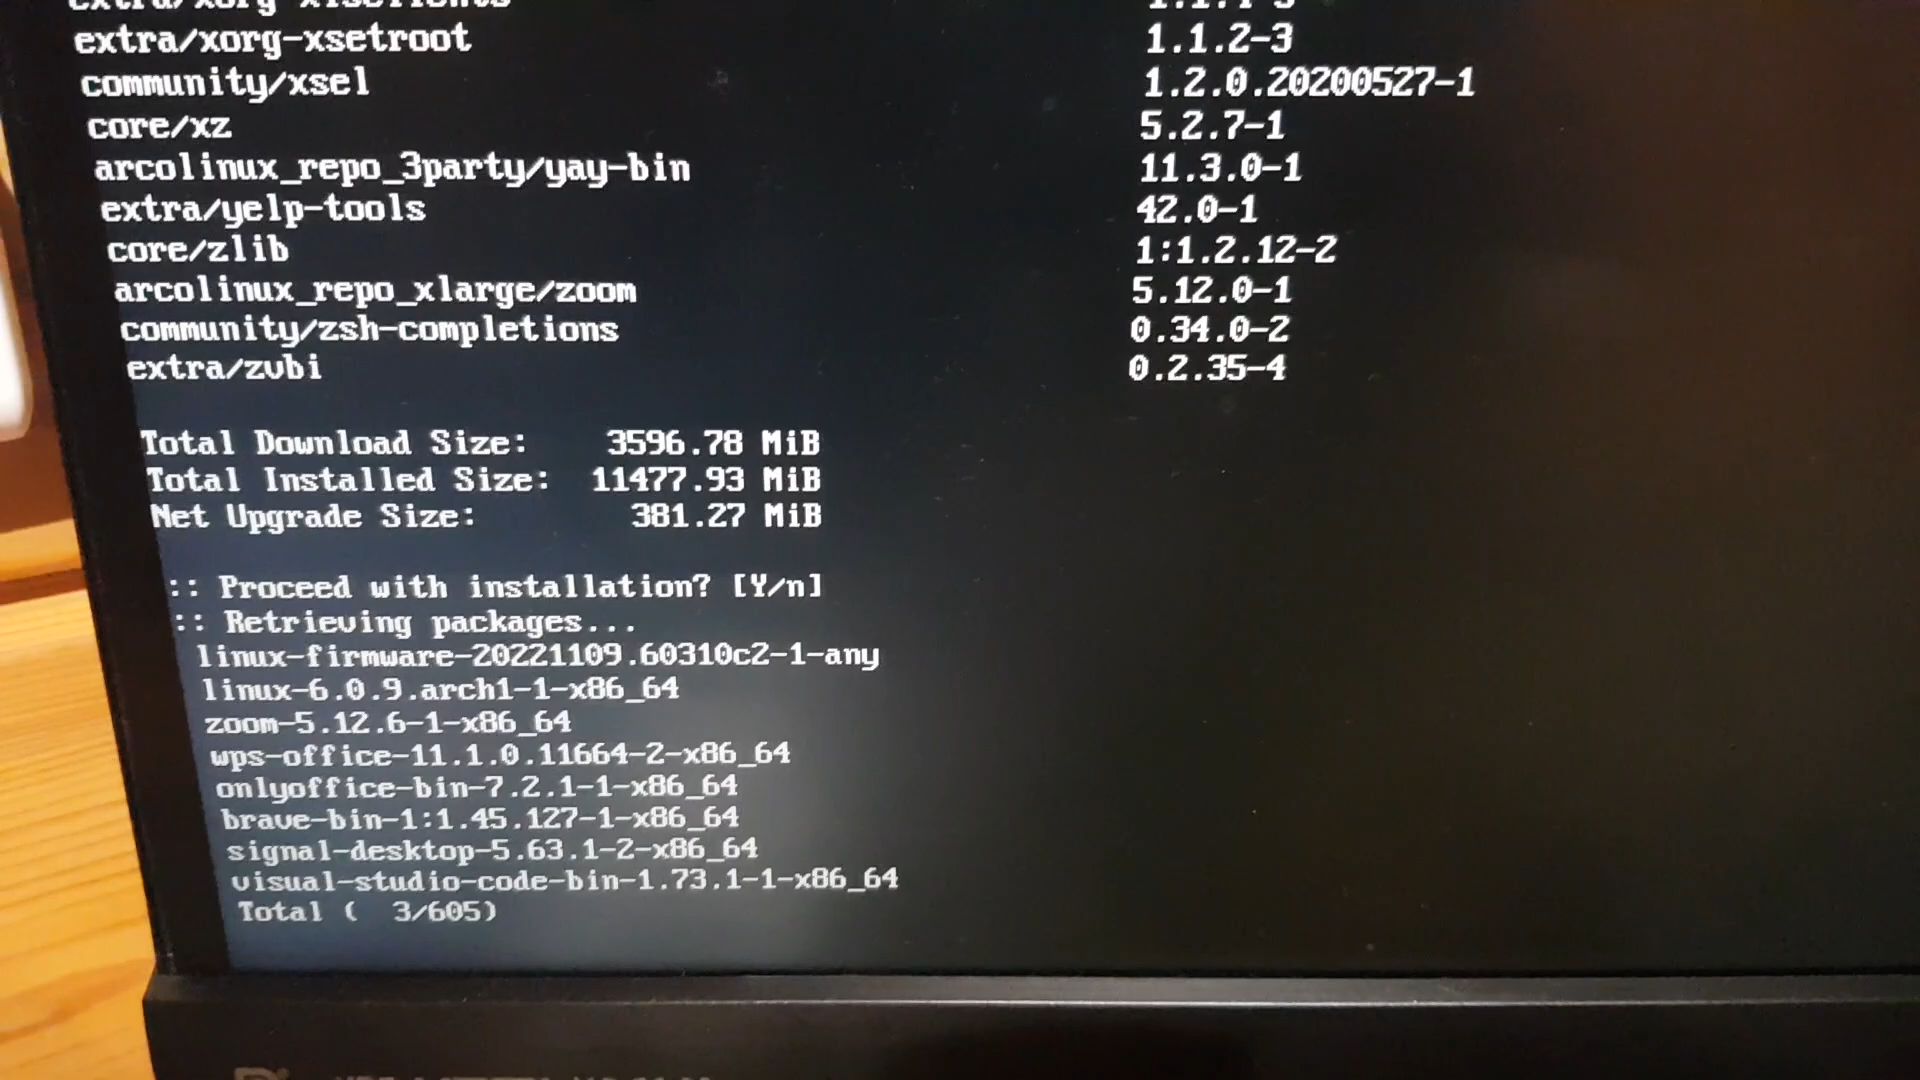 extra/xorg-xsetroot 1.1.2-3
community/xsel 1.2.0.20200527-1
core/xz 5.2.7-1
arcolinux_repo_3party/yay-bin 11.3.0-1
extra/yelp-tools 42.0-1
core/zlib 1:1.2.12-2
arcolinux_repo_xlarge/zoom 5.12.0-1
community/zsh-completions 0.34.0-2
extra/zvbi 0.2.35-4
Total Download Size: 3596.78 MiB
Total Installed Size: 11477.93 MiB
Net Upgrade Size: 381.27 MiB
:: Proceed with installation? [Y/n]
:: Retrieving packages...
linux-firmware-20221109.60310c2-1-any
linux-6.0.9.arch1-1-x86_64
zoom-5.12.6-1-x86_64
wps-office-11.1.0.11664-2-x86_64
onlyoffice-bin-7.2.1-1-x86_64
brave-bin-1:1.45.127-1-x86_64
signal-desktop-5.63.1-2-x86_64
visual-studio-code-bin-1.73.1-1-x86_64
Total ( 3/605)